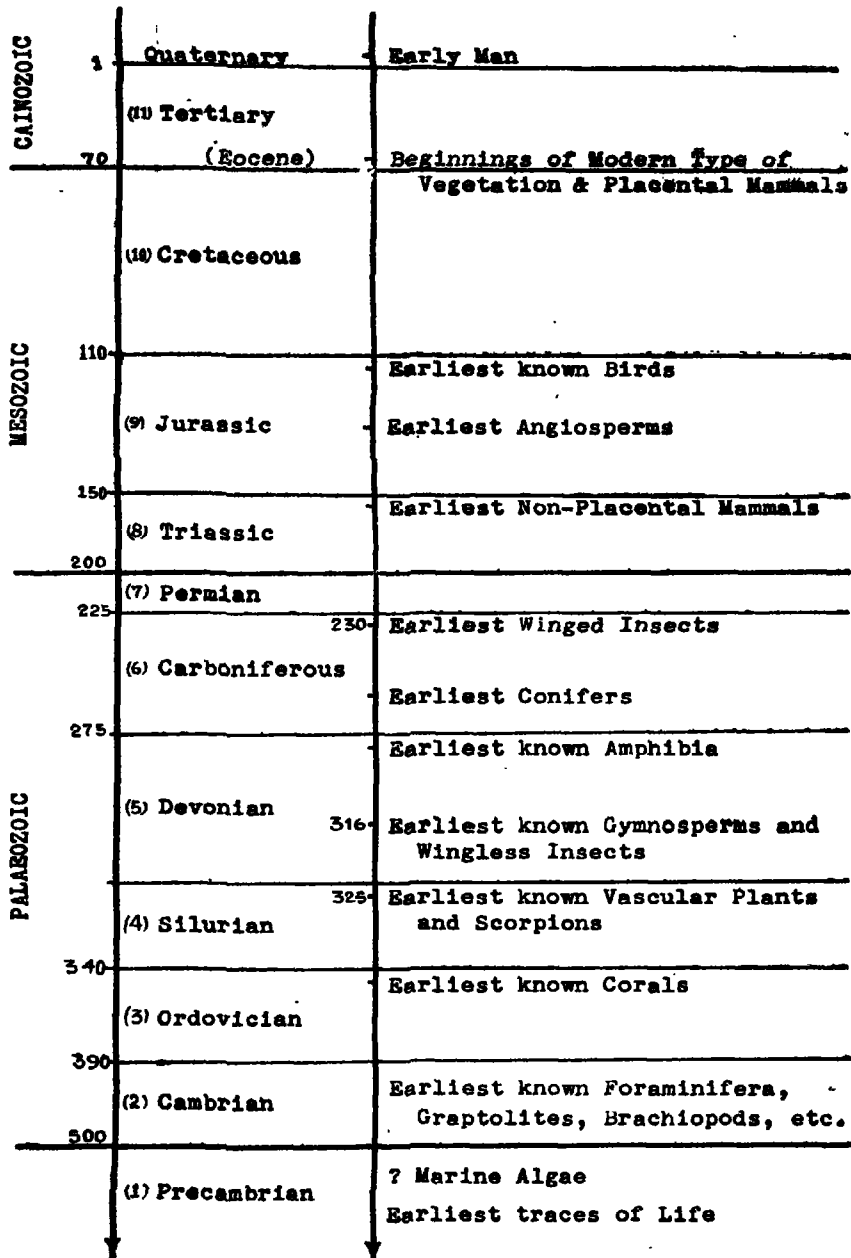 CAINOZOIC
Quaternary Early Man
1
(11) Tertiary
70 (Eocene) Beginnings of Modern Type of
Vegetation & Placental Mammals
MESOZOIC
(10) Cretaceous
110
Earliest known Birds
(9) Jurassic Earliest Angiosperms
150
Earliest Non-Placental Mammals
(8) Triassic
200
PALAEOZOIC
(7) Permian
225
230 Earliest Winged Insects
(6) Carboniferous
Earliest Conifers
275
Earliest known Amphibia
(5) Devonian
316 Earliest known Gymnosperms and
Wingless Insects
325 Earliest known Vascular Plants
(4) Silurian and Scorpions
340
Earliest known Corals
(3) Ordovician
390
Earliest known Foraminifera,
(2) Cambrian Graptolites, Brachiopods, etc.
500
? Marine Algae
(1) Precambrian
Earliest traces of Life